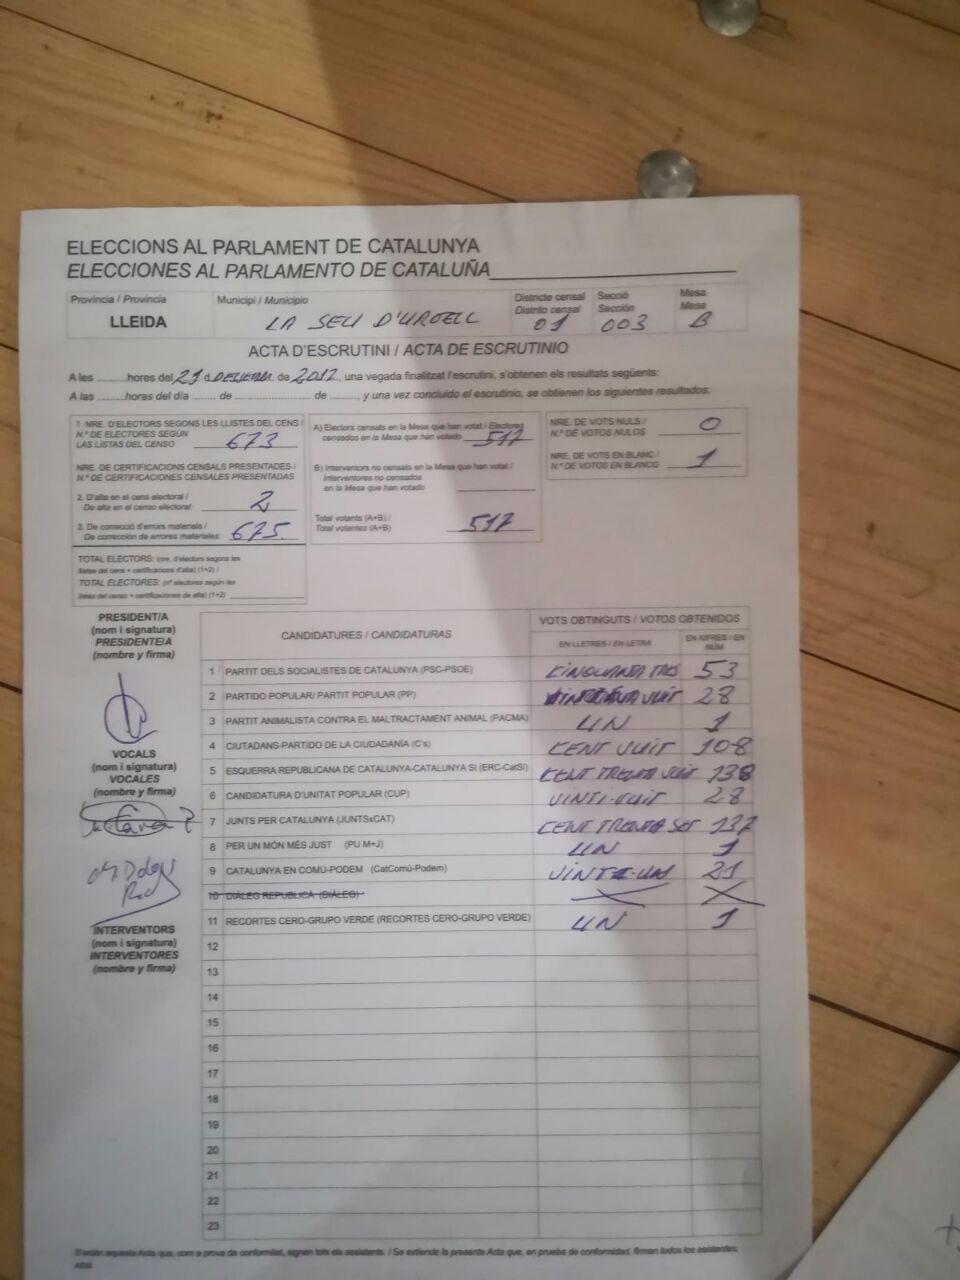 ELECCIONS AL PARLAMENT DE CATALUNYA
ELECCIONES AL PARLAMENTO DE CATALUÑA
Provincia / Provincia
LLEIDA
Municipi / Municipio
LA SEU D'URGELL
Districte censal
Distrito censal
01
Secció
Sección
003
Mesa
Mesa
B
ACTA D'ESCRUTINI / ACTA DE ESCRUTINIO
A les ..........hores del 21 d DESEMBRE de 2017, una vegada finalitzat l'escrutini, s'obtenen els resultats següents:
A las .........horas del día ........ de .......................... de .........., y una vez concluido el escrutinio, se obtienen los siguientes resultados:
1. NRE. D'ELECTORS SEGONS LES LLISTES DEL CENS /
N.º DE ELECTORES SEGÚN
LAS LISTAS DEL CENSO 673
NRE. DE CERTIFICACIONS CENSALS PRESENTADES /
N.º DE CERTIFICACIONES CENSALES PRESENTADAS
2. D'alta en el cens electoral /
De alta en el censo electoral: 2
3. De correcció d'errors materials /
De corrección de errores materiales: 675
TOTAL ELECTORS: (nre. d'electors segons les
llistes del cens + certificacions d'alta) (1+2) /
TOTAL ELECTORES: (nº electores según las
listas del censo + certificaciones de alta) (1+2)
A) Electors censats en la Mesa que han votat / Electores
censados en la Mesa que han votado 517
B) Interventors no censats en la Mesa que han votat /
Interventores no censados
en la Mesa que han votado
Total votants (A+B) /
Total votantes (A+B) 517
NRE. DE VOTS NULS /
N.º DE VOTOS NULOS 0
NRE. DE VOTS EN BLANC /
N.º DE VOTOS EN BLANCO 1
PRESIDENT/A
(nom i signatura)
PRESIDENTE/A
(nombre y firma)
VOCALS
(nom i signatura)
VOCALES
(nombre y firma)
INTERVENTORS
(nom i signatura)
INTERVENTORES
(nombre y firma)
CANDIDATURES / CANDIDATURAS
VOTS OBTINGUTS / VOTOS OBTENIDOS
EN LLETRES / EN LETRA
EN XIFRES / EN NÚM.
1 PARTIT DELS SOCIALISTES DE CATALUNYA (PSC-PSOE) CINQUANTA TRES 53
2 PARTIDO POPULAR/ PARTIT POPULAR (PP) VUIT 28
3 PARTIT ANIMALISTA CONTRA EL MALTRACTAMENT ANIMAL (PACMA) UN 1
4 CIUTADANS-PARTIDO DE LA CIUDADANÍA (C's) CENT VUIT 108
5 ESQUERRA REPUBLICANA DE CATALUNYA-CATALUNYA SÍ (ERC-CatSí) CENT TRENTA VUIT 138
6 CANDIDATURA D'UNITAT POPULAR (CUP) VINTI-VUIT 28
7 JUNTS PER CATALUNYA (JUNTSxCAT) CENT TRENTA SET 137
8 PER UN MÓN MÉS JUST (PU M+J) UN 1
9 CATALUNYA EN COMÚ-PODEM (CatComú-Podem) VINTI-UN 21
10 DIÀLEG REPÚBLICA (DIÀLEG)
11 RECORTES CERO-GRUPO VERDE (RECORTES CERO-GRUPO VERDE) UN 1
12
13
14
15
16
17
18
19
20
21
22
23
S'estén aquesta Acta que, com a prova de conformitat, signen tots els assistents. / Se extiende la presente Acta que, en prueba de conformidad, firman todos los asistentes.